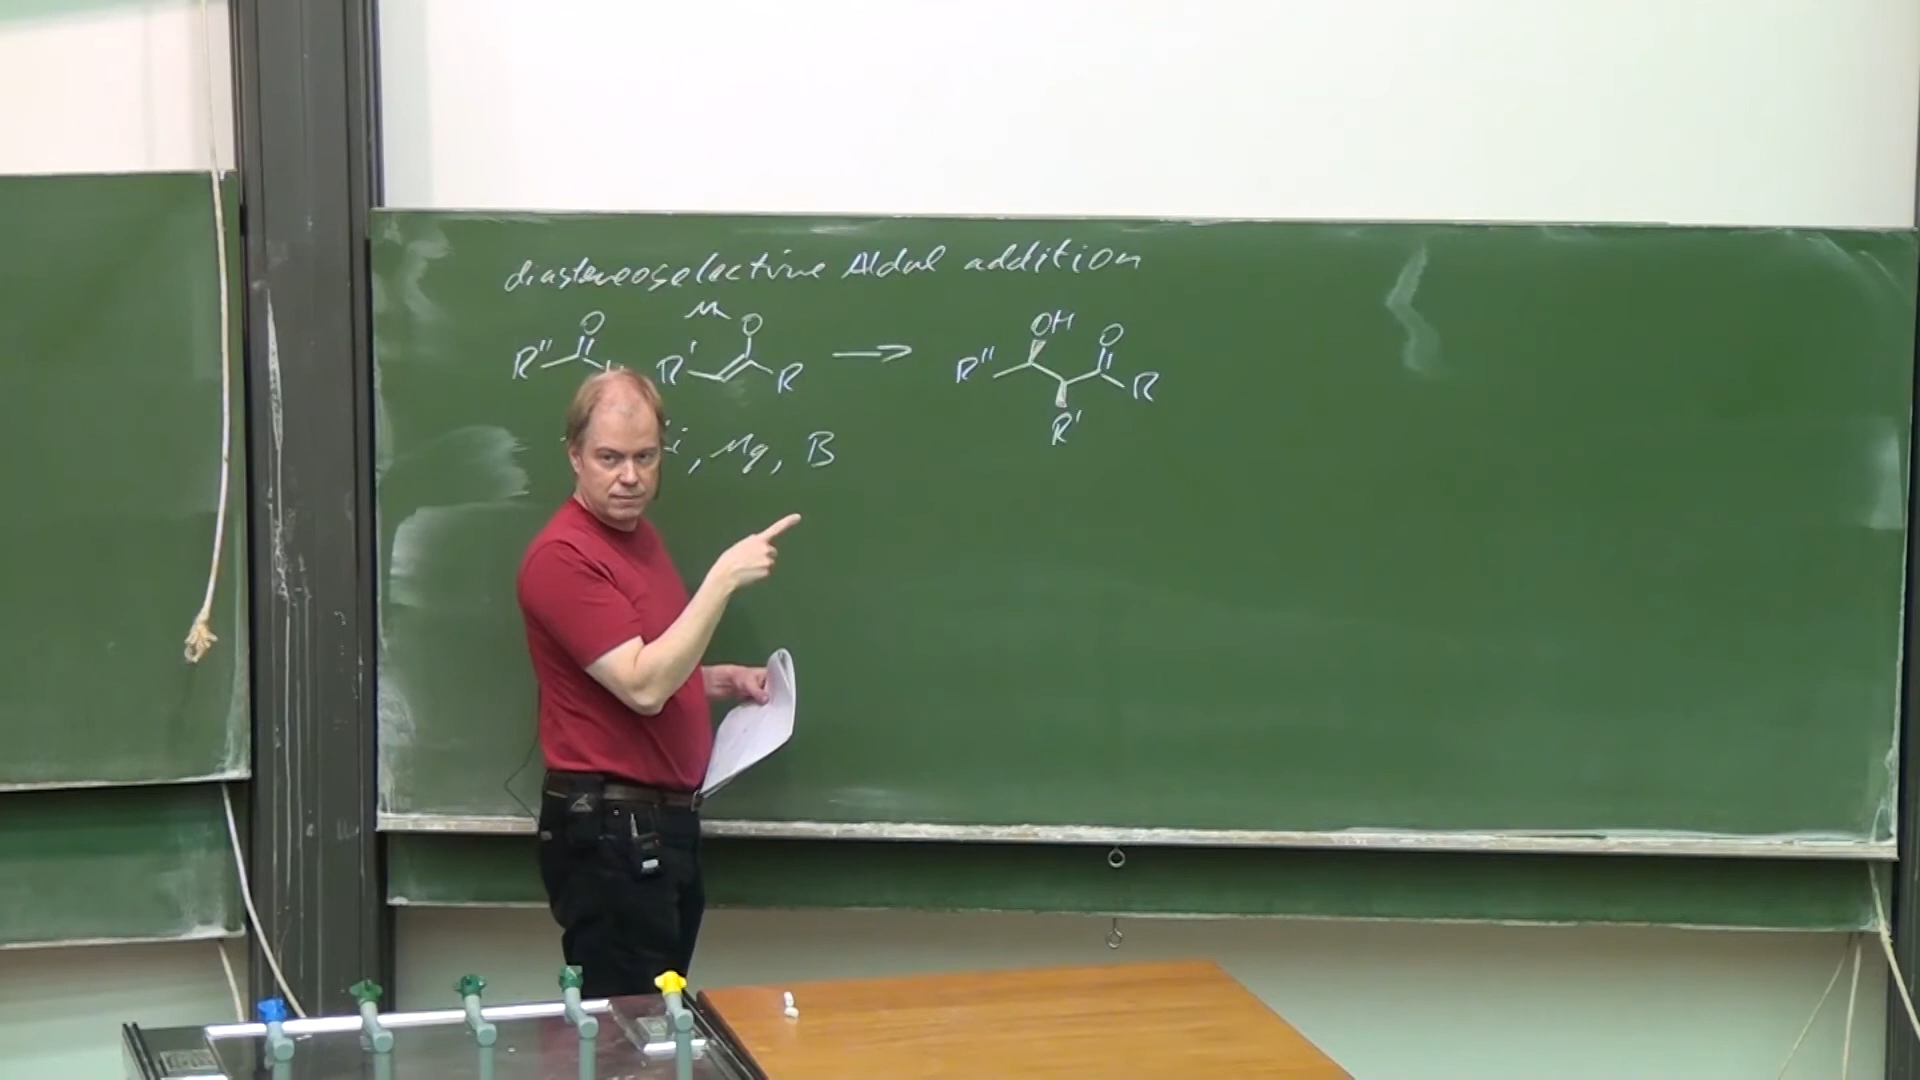 diastereoselective Aldol addition
M
O O OH O
R'' R' R → R'' R
R'
i, Mg, B